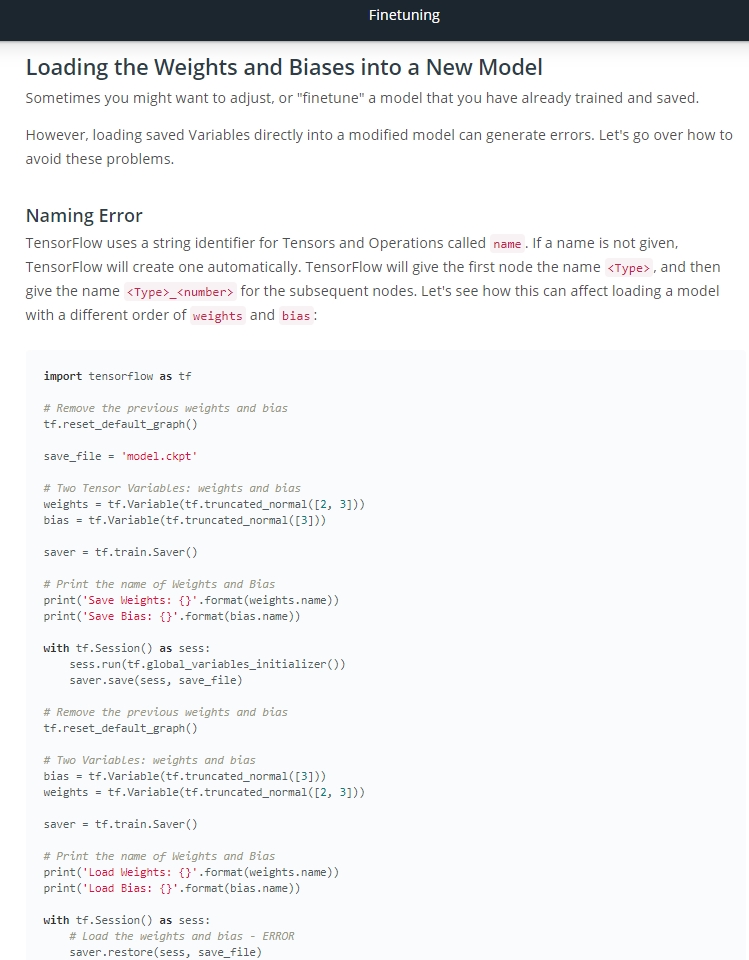 Finetuning
Loading the Weights and Biases into a New Model
Sometimes you might want to adjust, or "finetune" a model that you have already trained and saved.
However, loading saved Variables directly into a modified model can generate errors. Let's go over how to
avoid these problems.
Naming Error
TensorFlow uses a string identifier for Tensors and Operations called name. If a name is not given,
TensorFlow will create one automatically. TensorFlow will give the first node the name <Type>, and then
give the name <Type>_<number> for the subsequent nodes. Let's see how this can affect loading a model
with a different order of weights and bias:
import tensorflow as tf
# Remove the previous weights and bias
tf.reset_default_graph()
save_file = 'model.ckpt'
# Two Tensor Variables: weights and bias
weights = tf.Variable(tf.truncated_normal([2, 3]))
bias = tf.Variable(tf.truncated_normal([3]))
saver = tf.train.Saver()
# Print the name of Weights and Bias
print('Save Weights: {}'.format(weights.name))
print('Save Bias: {}'.format(bias.name))
with tf.Session() as sess:
    sess.run(tf.global_variables_initializer())
    saver.save(sess, save_file)
# Remove the previous weights and bias
tf.reset_default_graph()
# Two Variables: weights and bias
bias = tf.Variable(tf.truncated_normal([3]))
weights = tf.Variable(tf.truncated_normal([2, 3]))
saver = tf.train.Saver()
# Print the name of Weights and Bias
print('Load Weights: {}'.format(weights.name))
print('Load Bias: {}'.format(bias.name))
with tf.Session() as sess:
    # Load the weights and bias - ERROR
    saver.restore(sess, save_file)